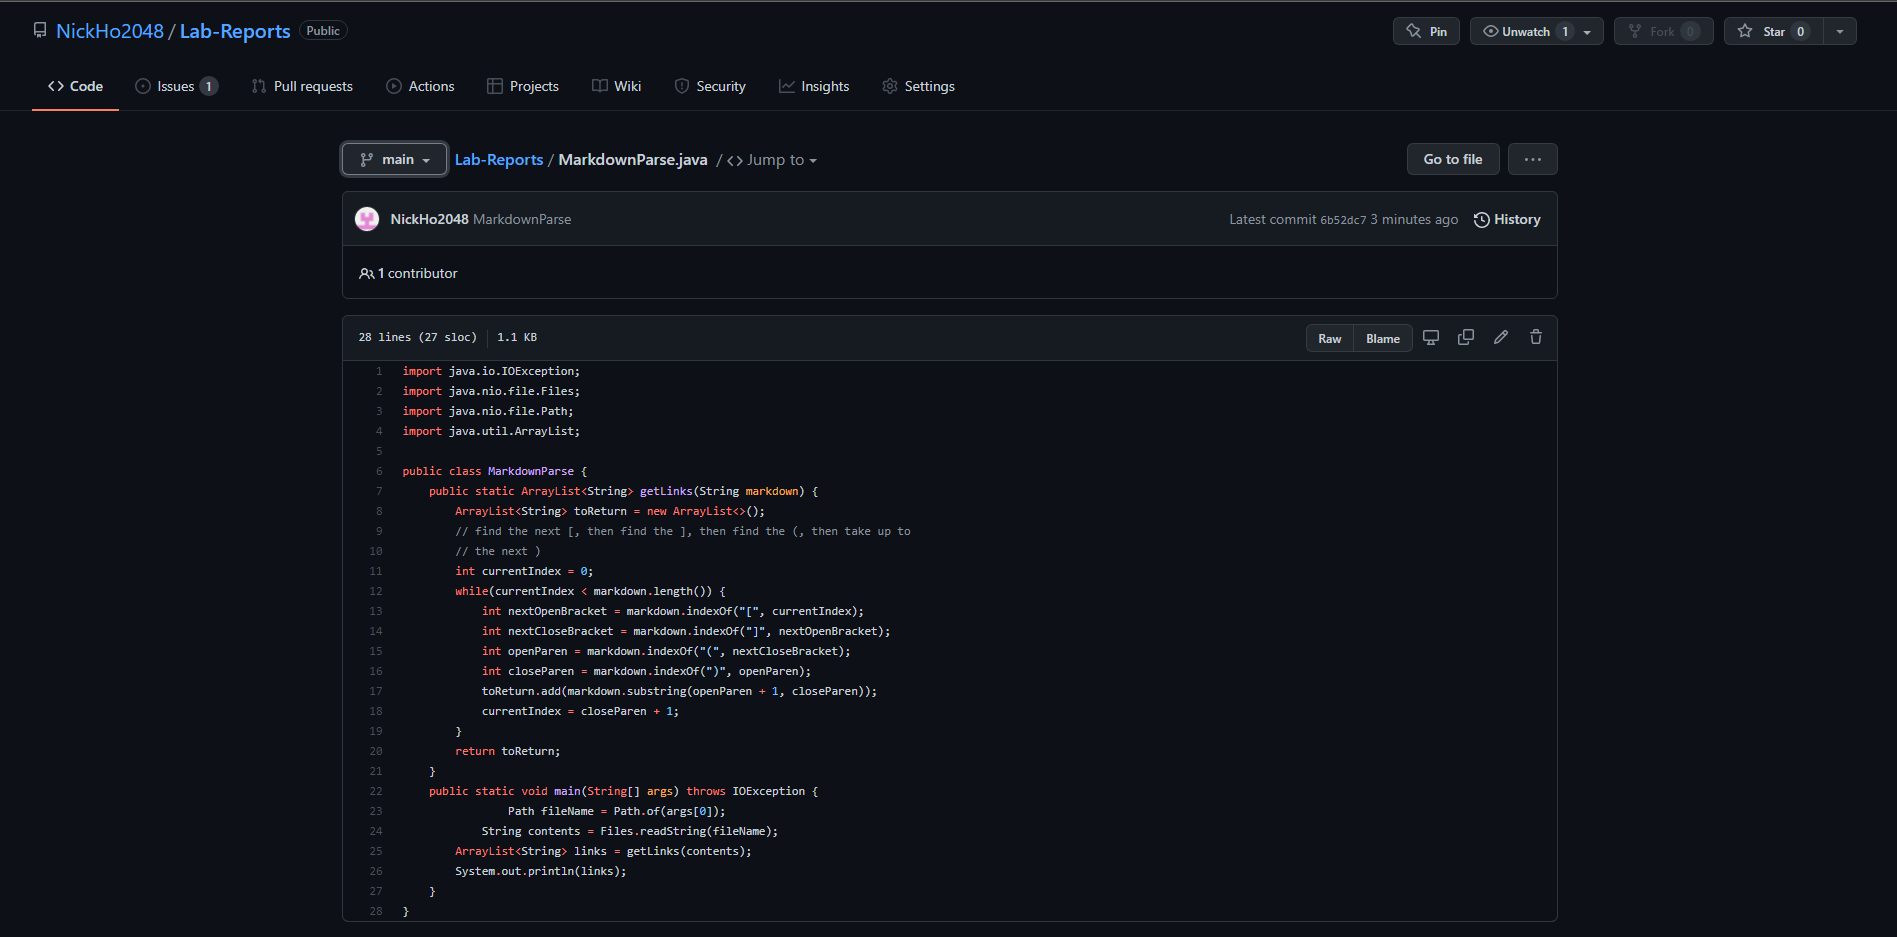 NickHo2048 / Lab-Reports Public Pin Unwatch 1 Fork 0 Star 0
<> Code Issues 1 Pull requests Actions Projects Wiki Security Insights Settings
main Lab-Reports / MarkdownParse.java / <> Jump to Go to file ...
NickHo2048 MarkdownParse Latest commit 6b52dc7 3 minutes ago History
1 contributor
28 lines (27 sloc) 1.1 KB Raw Blame
1 import java.io.IOException;
2 import java.nio.file.Files;
3 import java.nio.file.Path;
4 import java.util.ArrayList;
5
6 public class MarkdownParse {
7     public static ArrayList<String> getLinks(String markdown) {
8         ArrayList<String> toReturn = new ArrayList<>();
9         // find the next [, then find the ], then find the (, then take up to
10         // the next )
11         int currentIndex = 0;
12         while(currentIndex < markdown.length()) {
13             int nextOpenBracket = markdown.indexOf("[", currentIndex);
14             int nextCloseBracket = markdown.indexOf("]", nextOpenBracket);
15             int openParen = markdown.indexOf("(", nextCloseBracket);
16             int closeParen = markdown.indexOf(")", openParen);
17             toReturn.add(markdown.substring(openParen + 1, closeParen));
18             currentIndex = closeParen + 1;
19         }
20         return toReturn;
21     }
22     public static void main(String[] args) throws IOException {
23                 Path fileName = Path.of(args[0]);
24             String contents = Files.readString(fileName);
25         ArrayList<String> links = getLinks(contents);
26         System.out.println(links);
27     }
28 }